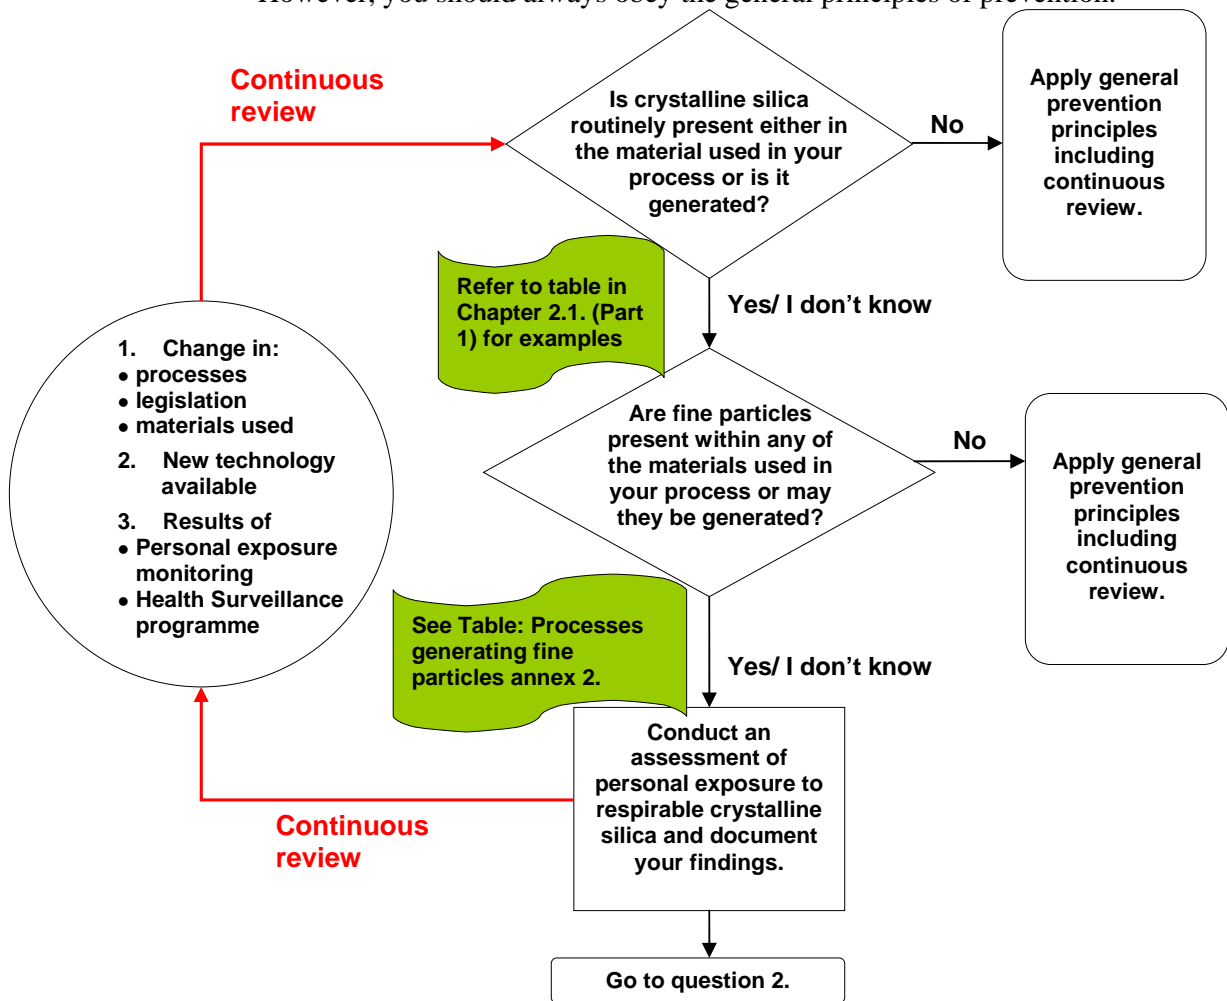 However, you should always obey the general principles of prevention.
Continuous
review
Is crystalline silica
routinely present either in
the material used in your
process or is it
generated?
No
Apply general
prevention
principles
including
continuous
review.
Refer to table in
Chapter 2.1. (Part
1) for examples
Yes/ I don’t know
1. Change in:
• processes
• legislation
• materials used
2. New technology
available
3. Results of
• Personal exposure
monitoring
• Health Surveillance
programme
Are fine particles
present within any of
the materials used in
your process or may
they be generated?
No
Apply general
prevention
principles
including
continuous
review.
See Table: Processes
generating fine
particles annex 2.
Yes/ I don’t know
Conduct an
assessment of
personal exposure to
respirable crystalline
silica and document
your findings.
Continuous
review
Go to question 2.